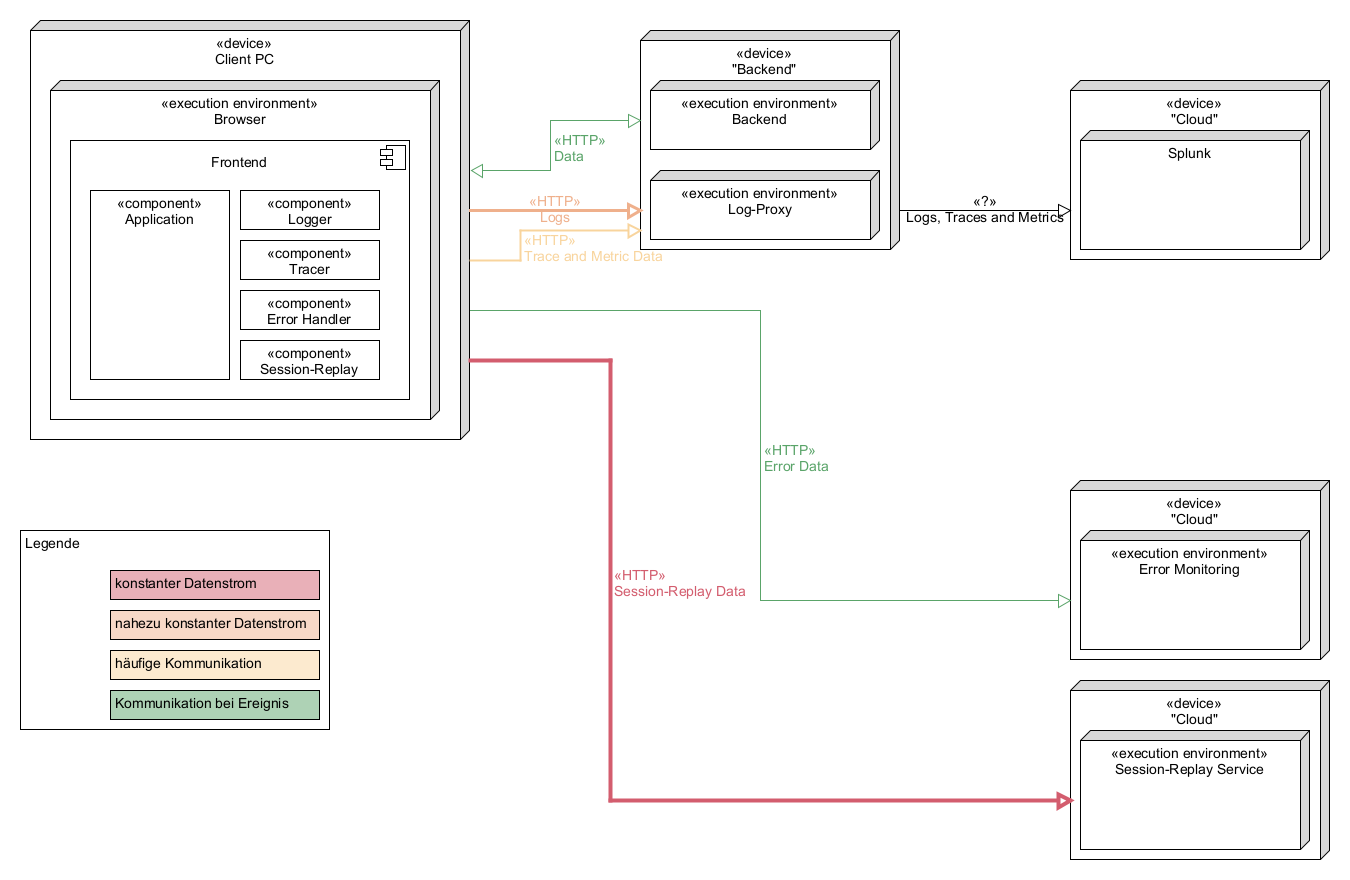 «device»
Client PC
«execution environment»
Browser
Frontend
«component»
Application
«component»
Logger
«component»
Tracer
«component»
Error Handler
«component»
Session-Replay
«HTTP»
Data
«HTTP»
Logs
«HTTP»
Trace and Metric Data
«device»
"Backend"
«execution environment»
Backend
«execution environment»
Log-Proxy
«?»
Logs, Traces and Metrics
«device»
"Cloud"
Splunk
«HTTP»
Error Data
«HTTP»
Session-Replay Data
«device»
"Cloud"
«execution environment»
Error Monitoring
«device»
"Cloud"
«execution environment»
Session-Replay Service
Legende
konstanter Datenstrom
nahezu konstanter Datenstrom
häufige Kommunikation
Kommunikation bei Ereignis